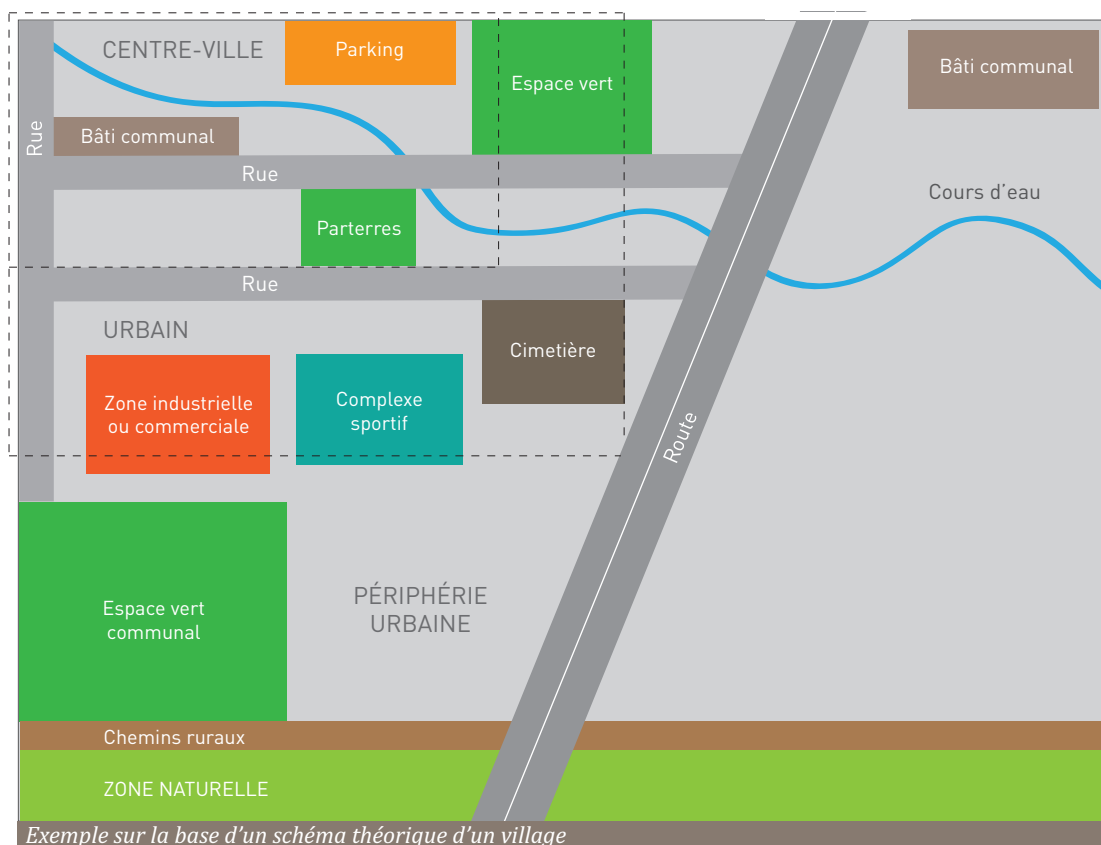 CENTRE-VILLE
Parking
Espace vert
Bâti communal
Rue
Bâti communal
Rue
Cours d'eau
Parterres
Rue
URBAIN
Cimetière
Zone industrielle
ou commerciale
Complexe
sportif
Route
Espace vert
communal
PÉRIPHÉRIE
URBAINE
Chemins ruraux
ZONE NATURELLE
Exemple sur la base d'un schéma théorique d'un village